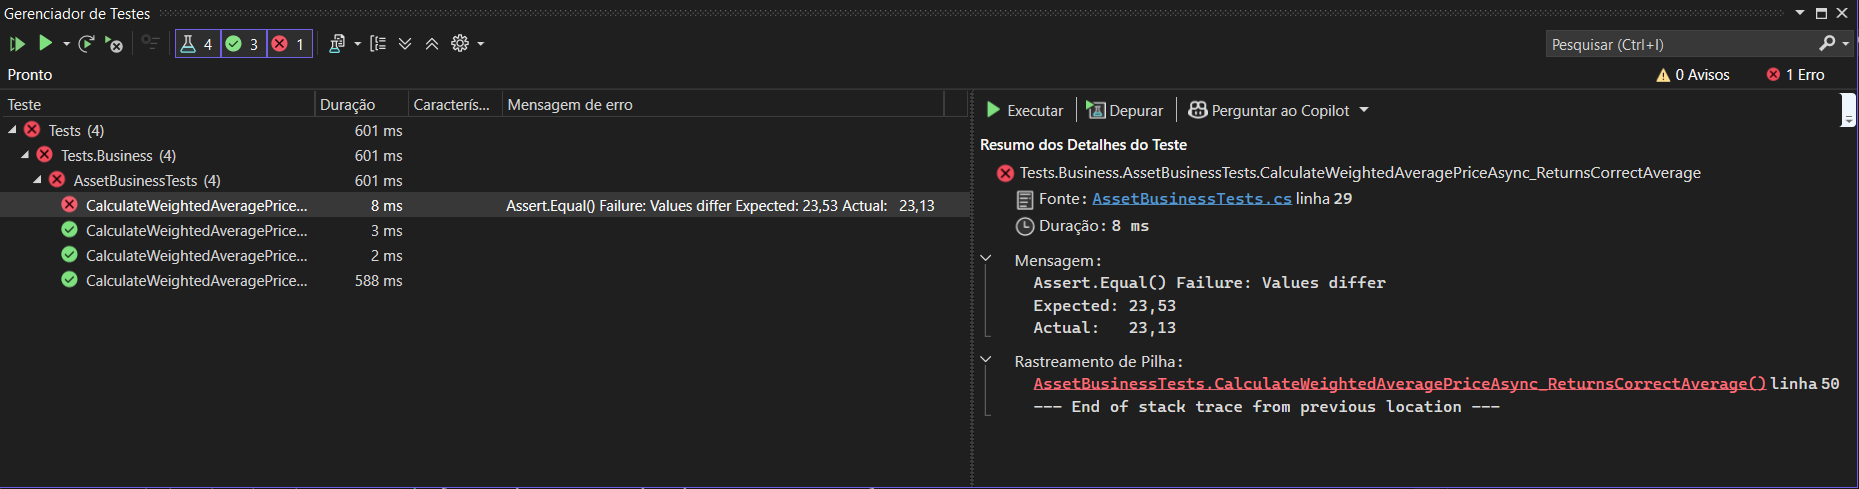 Gerenciador de Testes
4 3 1
Pesquisar (Ctrl+I)
Pronto
0 Avisos 1 Erro
Teste Duração Caracterís... Mensagem de erro
Tests (4) 601 ms
Tests.Business (4) 601 ms
AssetBusinessTests (4) 601 ms
CalculateWeightedAveragePrice... 8 ms Assert.Equal() Failure: Values differ Expected: 23,53 Actual: 23,13
CalculateWeightedAveragePrice... 3 ms
CalculateWeightedAveragePrice... 2 ms
CalculateWeightedAveragePrice... 588 ms
Executar Depurar Perguntar ao Copilot
Resumo dos Detalhes do Teste
Tests.Business.AssetBusinessTests.CalculateWeightedAveragePriceAsync_ReturnsCorrectAverage
Fonte: AssetBusinessTests.cs linha 29
Duração: 8 ms
Mensagem:
Assert.Equal() Failure: Values differ
Expected: 23,53
Actual: 23,13
Rastreamento de Pilha:
AssetBusinessTests.CalculateWeightedAveragePriceAsync_ReturnsCorrectAverage() linha 50
--- End of stack trace from previous location ---